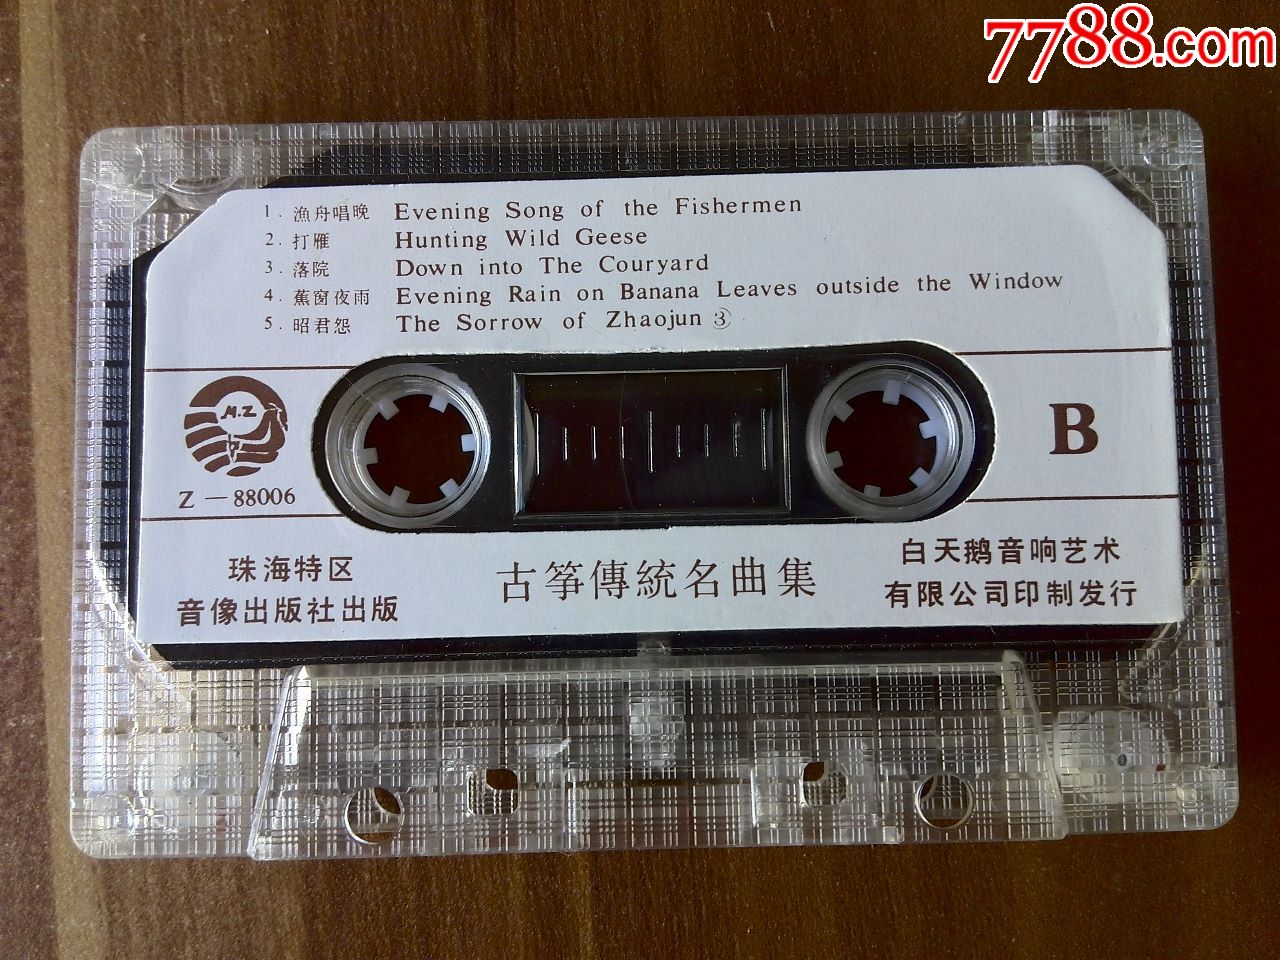 7788.com
1. 漁舟唱晚 Evening Song of the Fishermen
2. 打雁 Hunting Wild Geese
3. 落院 Down into The Couryard
4. 蕉窗夜雨 Evening Rain on Banana Leaves outside the Window
5. 昭君怨 The Sorrow of Zhaojun ③
M.Z
B
Z—88006
珠海特区
音像出版社出版
古筝傳統名曲集
白天鹅音响艺术
有限公司印制发行